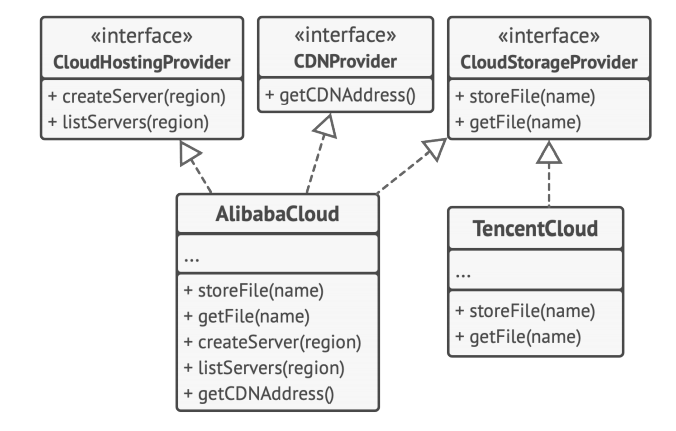 «interface»
CloudHostingProvider
+ createServer(region)
+ listServers(region)
«interface»
CDNProvider
+ getCDNAddress()
«interface»
CloudStorageProvider
+ storeFile(name)
+ getFile(name)
AlibabaCloud
...
+ storeFile(name)
+ getFile(name)
+ createServer(region)
+ listServers(region)
+ getCDNAddress()
TencentCloud
...
+ storeFile(name)
+ getFile(name)